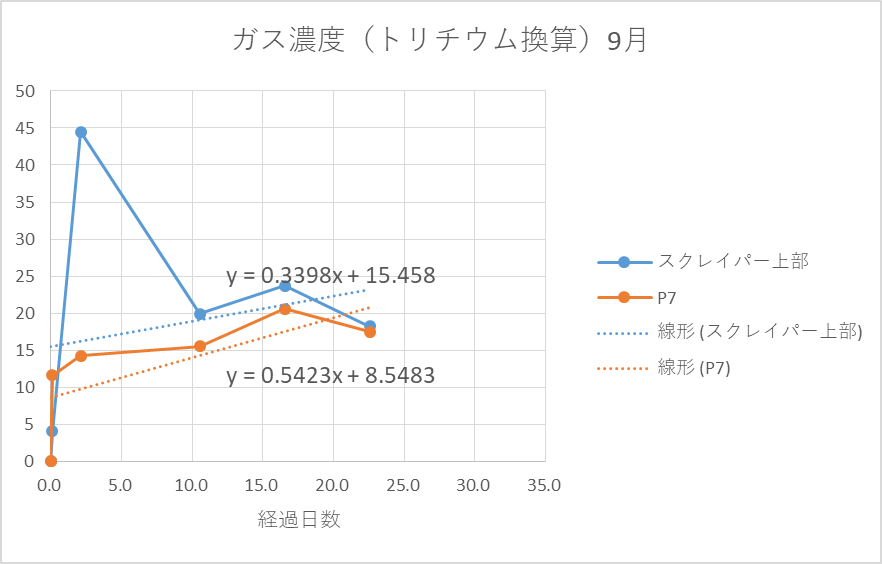 ガス濃度（トリチウム換算）9月
50
45
40
35
30
25
20
15
10
5
0
0.0 5.0 10.0 15.0 20.0 25.0 30.0 35.0
経過日数
y = 0.3398x + 15.458
y = 0.5423x + 8.5483
スクレイパー上部
P7
線形 (スクレイパー上部)
線形 (P7)